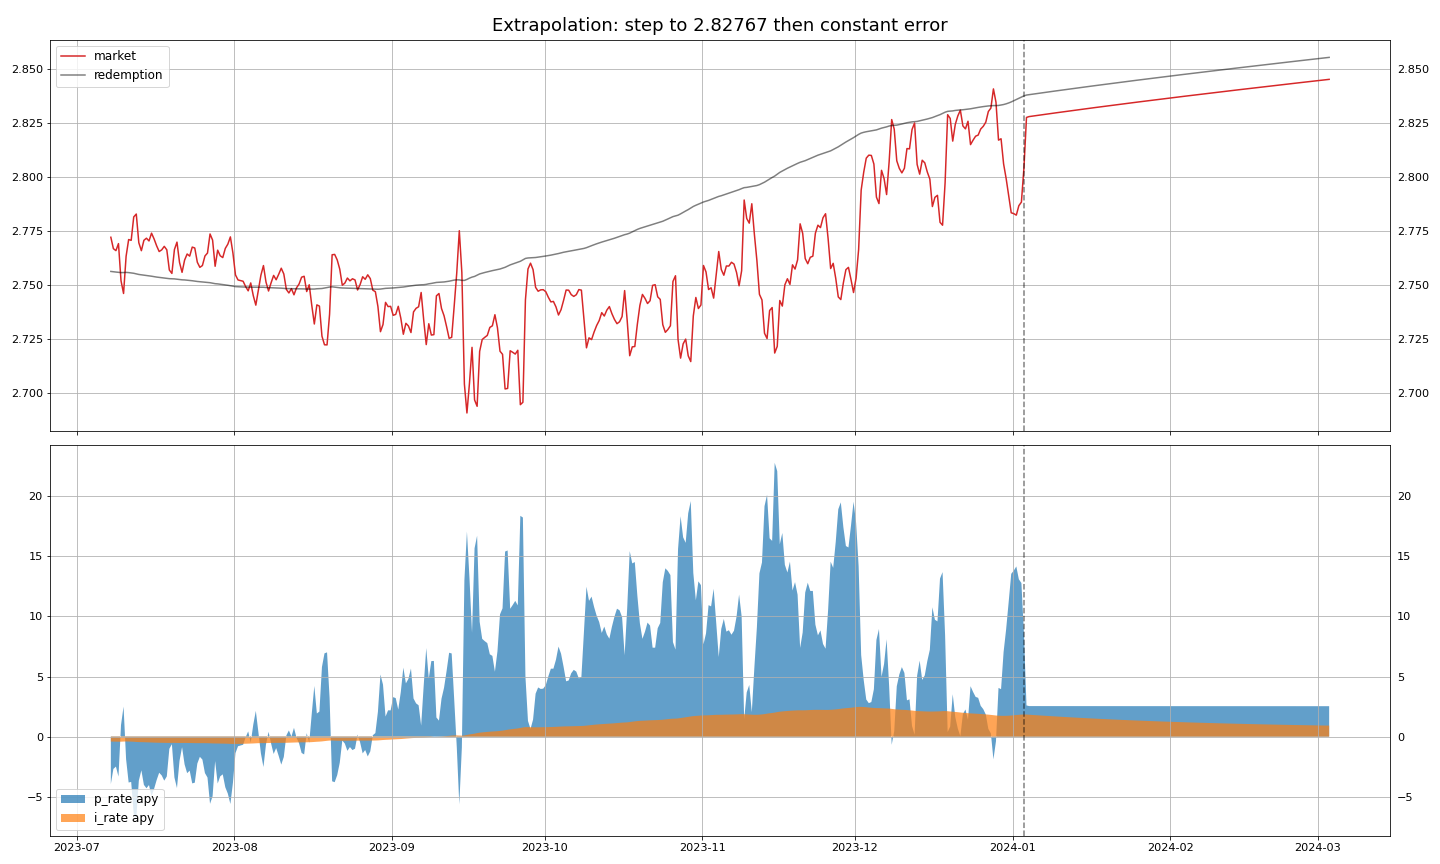 Extrapolation: step to 2.82767 then constant error
market
redemption
2.850 2.850
2.825 2.825
2.800 2.800
2.775 2.775
2.750 2.750
2.725 2.725
2.700 2.700
20 20
15 15
10 10
5 5
0 0
−5 −5
p_rate apy
i_rate apy
2023-07 2023-08 2023-09 2023-10 2023-11 2023-12 2024-01 2024-02 2024-03